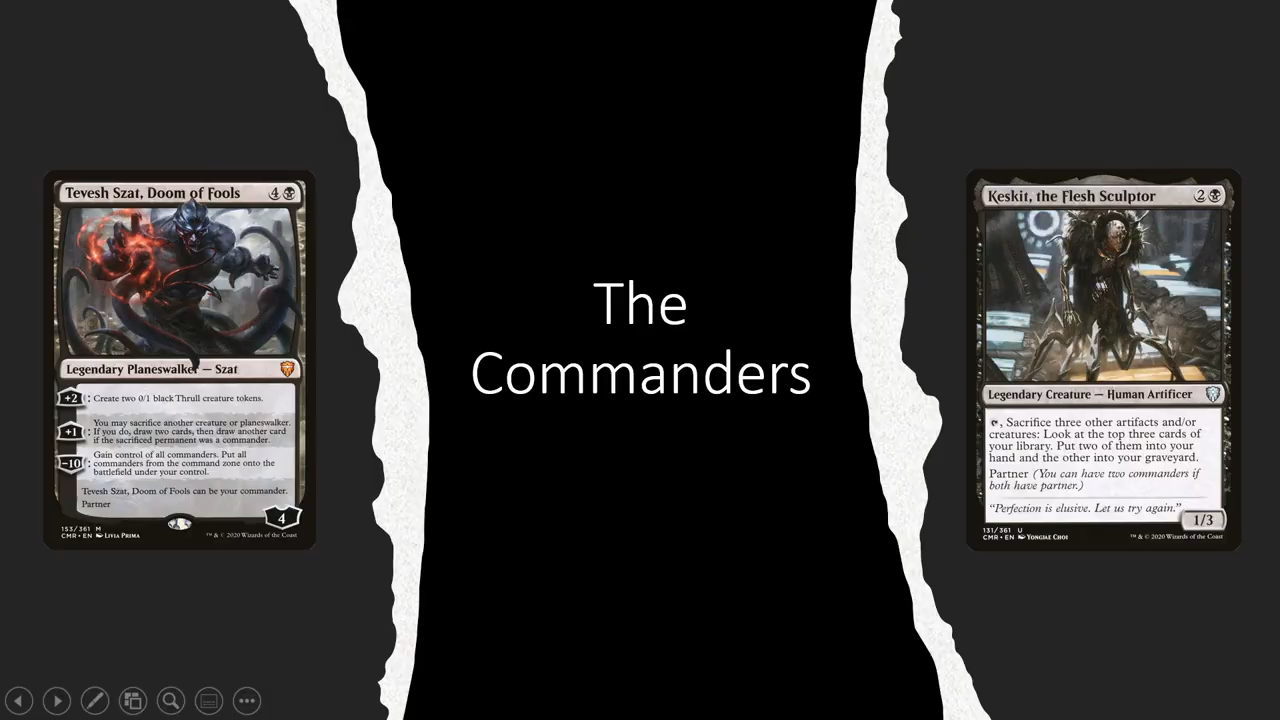 Tevesh Szat, Doom of Fools 4
Legendary Planeswalker — Szat
+2: Create two 0/1 black Thrull creature tokens.
You may sacrifice another creature or planeswalker.
+1: If you do, draw two cards, then draw another card
if the sacrificed permanent was a commander.
Gain control of all commanders. Put all
-10: commanders from the command zone onto the
battlefield under your control.
Tevesh Szat, Doom of Fools can be your commander.
Partner
4
153/361 M
CMR • EN LIVIA PRIMA
™ & © 2020 Wizards of the Coast
The
Commanders
Keskit, the Flesh Sculptor 2
Legendary Creature — Human Artificer
, Sacrifice three other artifacts and/or
creatures: Look at the top three cards of
your library. Put two of them into your
hand and the other into your graveyard.
Partner (You can have two commanders if
both have partner.)
“Perfection is elusive. Let us try again.”
1/3
131/361 U
CMR • EN YONGJAE CHOI
™ & © 2020 Wizards of the Coast